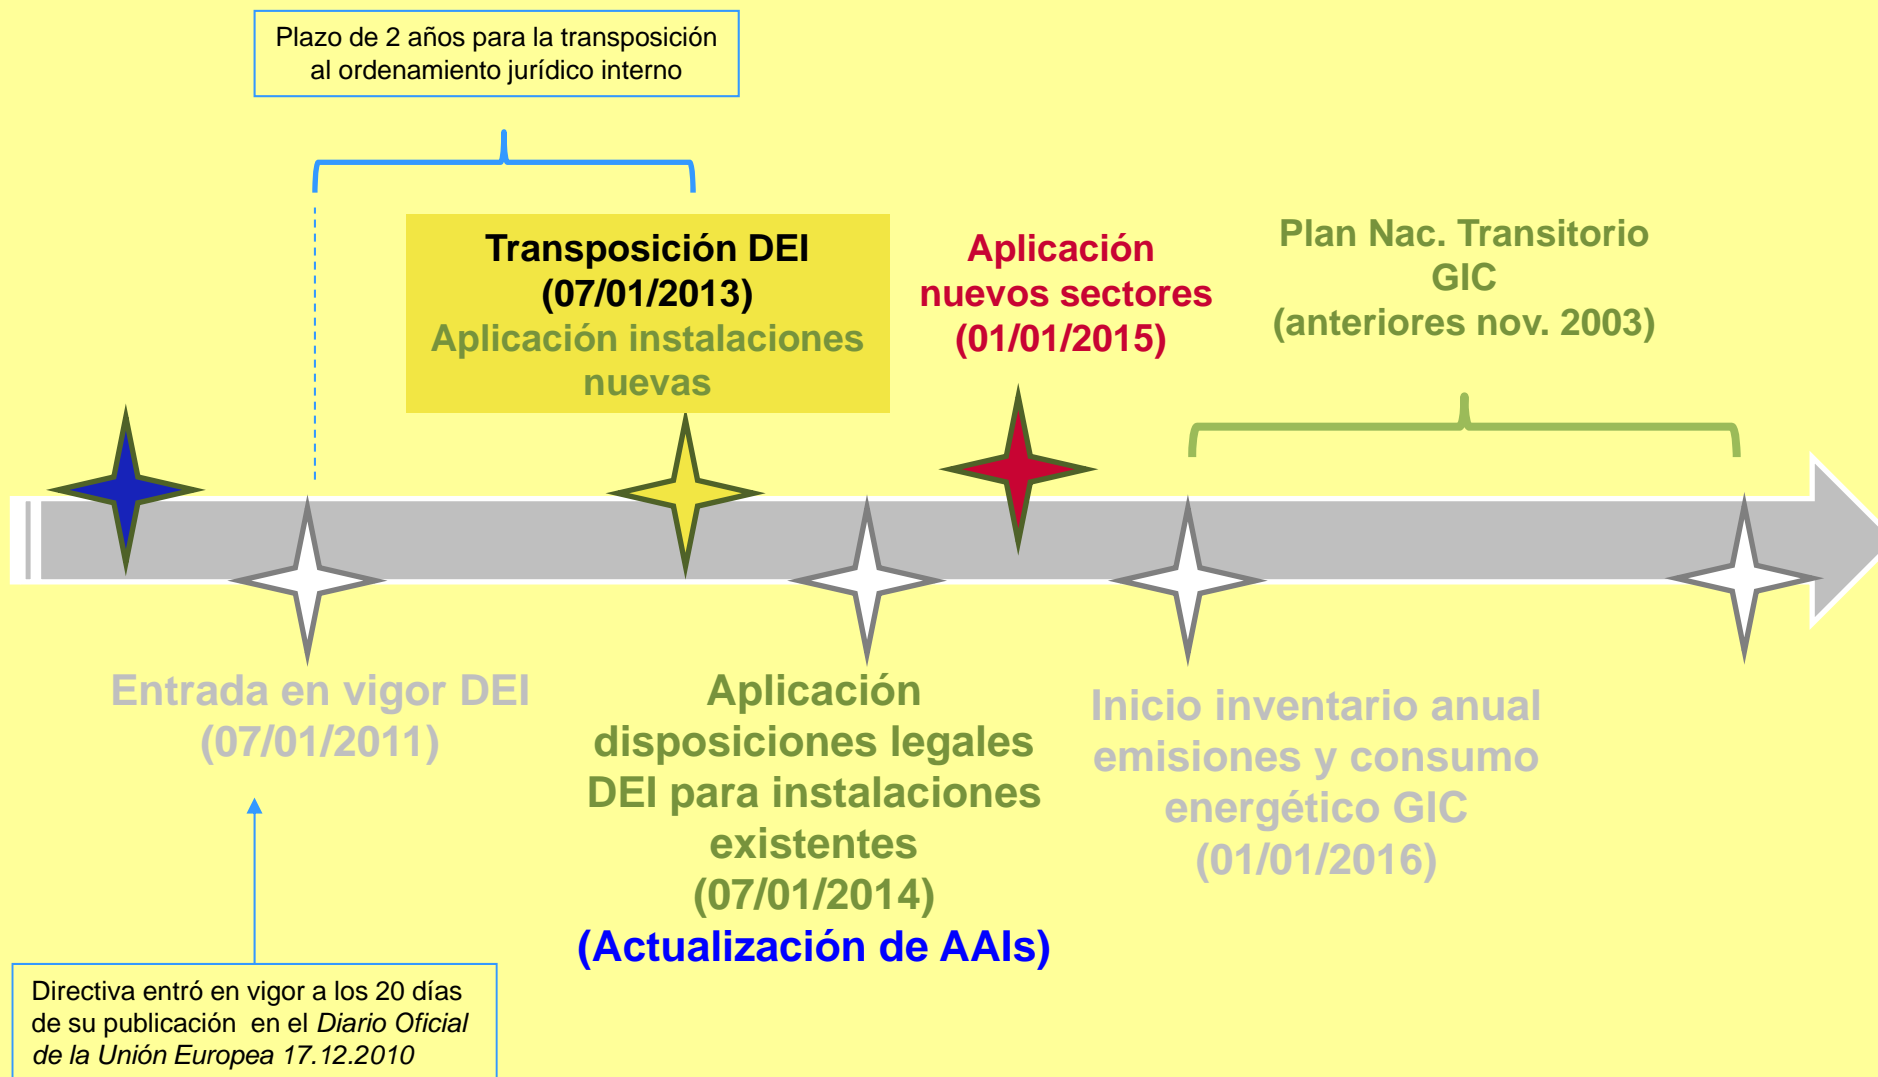 Plazo de 2 años para la transposición
al ordenamiento jurídico interno
Transposición DEI
(07/01/2013)
Aplicación instalaciones
nuevas
Aplicación
nuevos sectores
(01/01/2015)
Plan Nac. Transitorio
GIC
(anteriores nov. 2003)
Entrada en vigor DEI
(07/01/2011)
Aplicación
disposiciones legales
DEI para instalaciones
existentes
(07/01/2014)
(Actualización de AAIs)
Inicio inventario anual
emisiones y consumo
energético GIC
(01/01/2016)
Directiva entró en vigor a los 20 días
de su publicación en el Diario Oficial
de la Unión Europea 17.12.2010